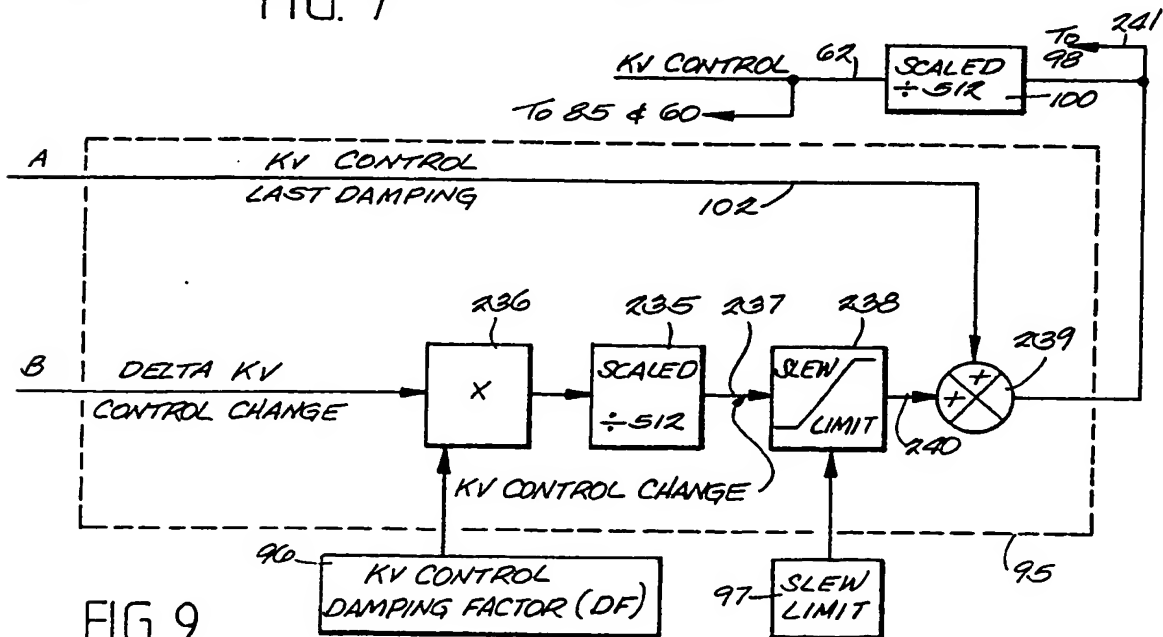 FIG. 7
241
To
98
62
KV CONTROL
SCALED
÷ 512
100
To 85 & 60
A
KV CONTROL
LAST DAMPING
102
236
235
237
238
239
B
DELTA KV
CONTROL CHANGE
X
SCALED
÷ 512
SLEW
LIMIT
+
+
240
KV CONTROL CHANGE
96
KV CONTROL
DAMPING FACTOR (DF)
97
SLEW
LIMIT
95
FIG. 9